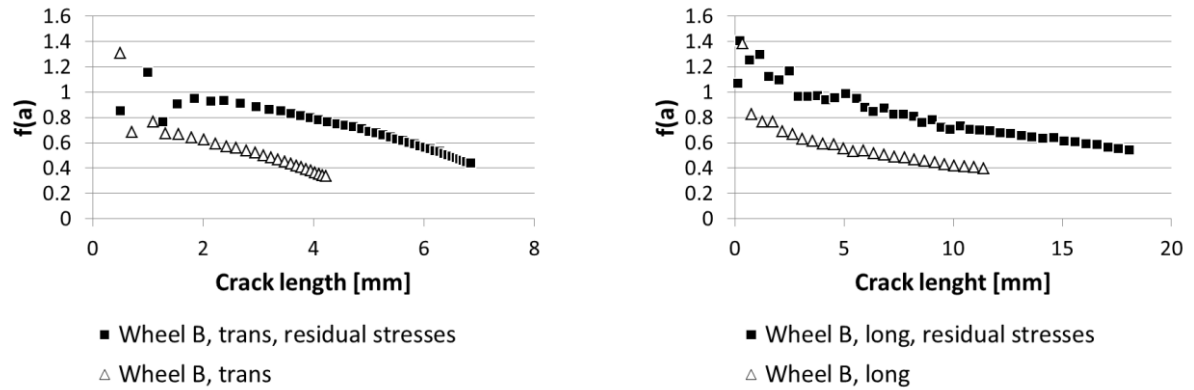 1.6
1.4
1.2
1
0.8
0.6
0.4
0.2
0
f(a)
0 2 4 6 8
Crack length [mm]
Wheel B, trans, residual stresses
Wheel B, trans
1.6
1.4
1.2
1
0.8
0.6
0.4
0.2
0
f(a)
0 5 10 15 20
Crack lenght [mm]
Wheel B, long, residual stresses
Wheel B, long